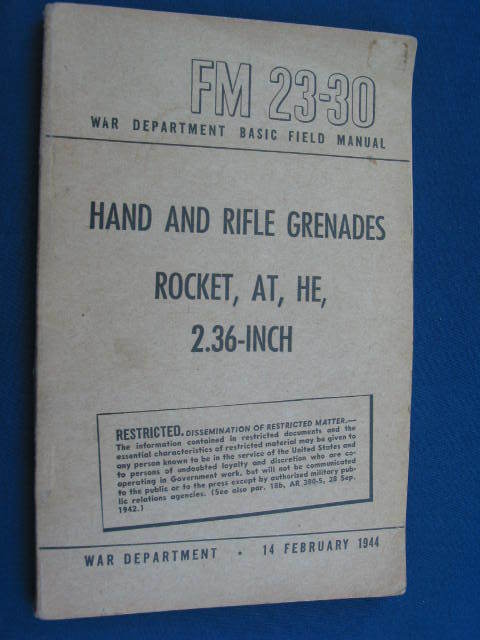 FM 23-30
WAR DEPARTMENT BASIC FIELD MANUAL
HAND AND RIFLE GRENADES
ROCKET, AT, HE,
2.36-INCH
RESTRICTED. DISSEMINATION OF RESTRICTED MATTER.—
The information contained in restricted documents and the
essential characteristics of restricted material may be given to
any person known to be in the service of the United States and
to persons of undoubted loyalty and discretion who are co-
operating in Government work, but will not be communicated
to the public or to the press except by authorized military pub-
lic relations agencies. (See also par. 18b, AR 380-5, 28 Sep.
1942.)
WAR DEPARTMENT • 14 FEBRUARY 1944